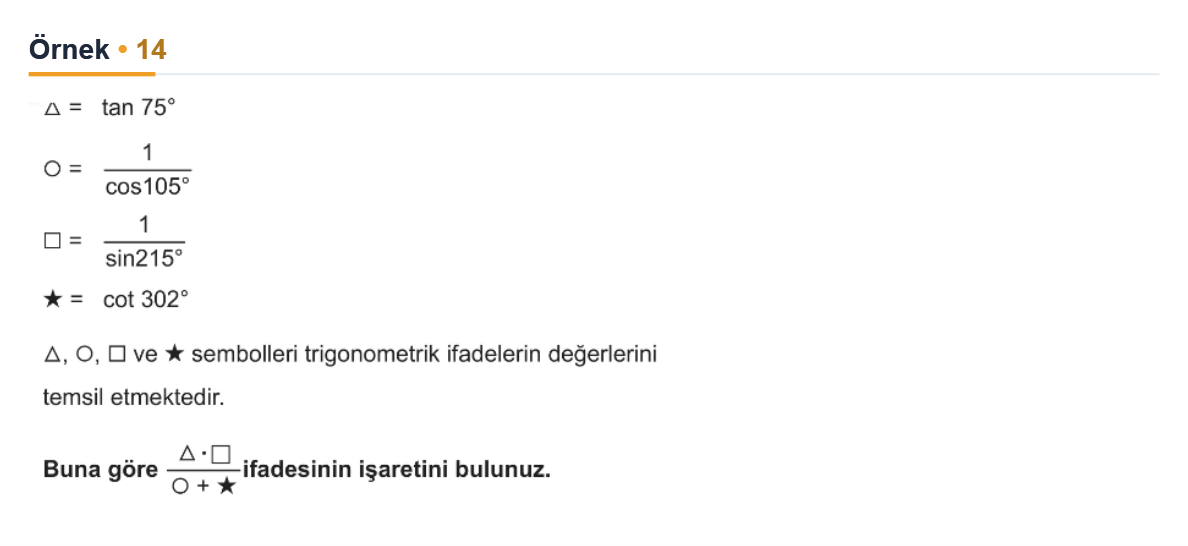 Örnek • 14
△ = tan 75°
○ = 1/cos105°
□ = 1/sin215°
★ = cot 302°
△, ○, □ ve ★ sembolleri trigonometrik ifadelerin değerlerini
temsil etmektedir.
Buna göre (△ · □)/(○ + ★) ifadesinin işaretini bulunuz.